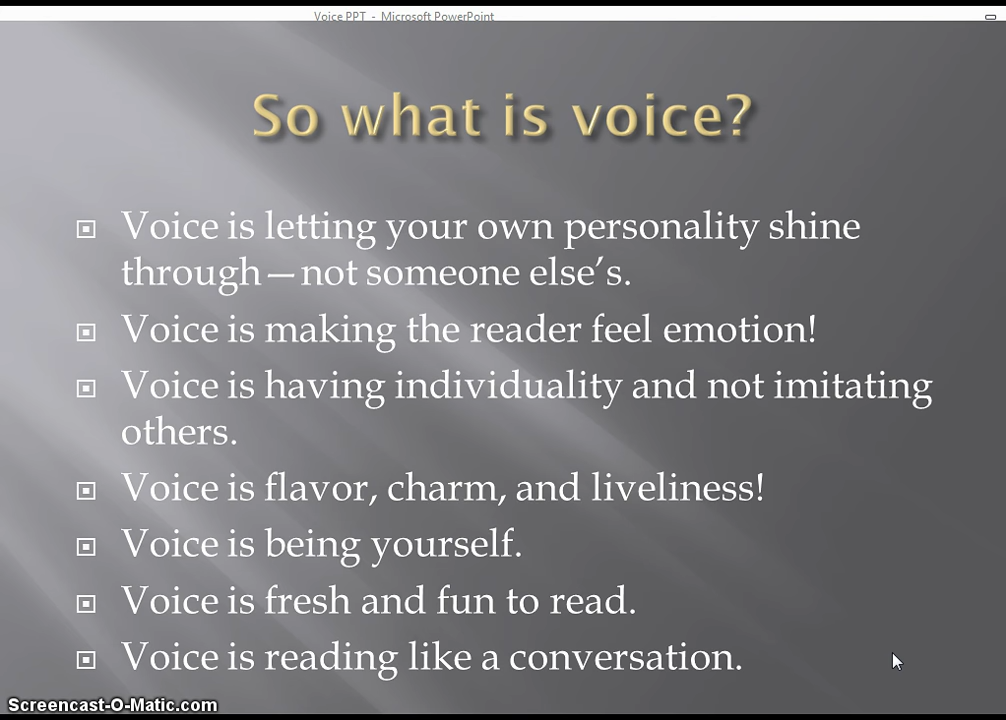 Voice PPT - Microsoft PowerPoint
So what is voice?
Voice is letting your own personality shine
through—not someone else’s.
Voice is making the reader feel emotion!
Voice is having individuality and not imitating
others.
Voice is flavor, charm, and liveliness!
Voice is being yourself.
Voice is fresh and fun to read.
Voice is reading like a conversation.
Screencast-O-Matic.com